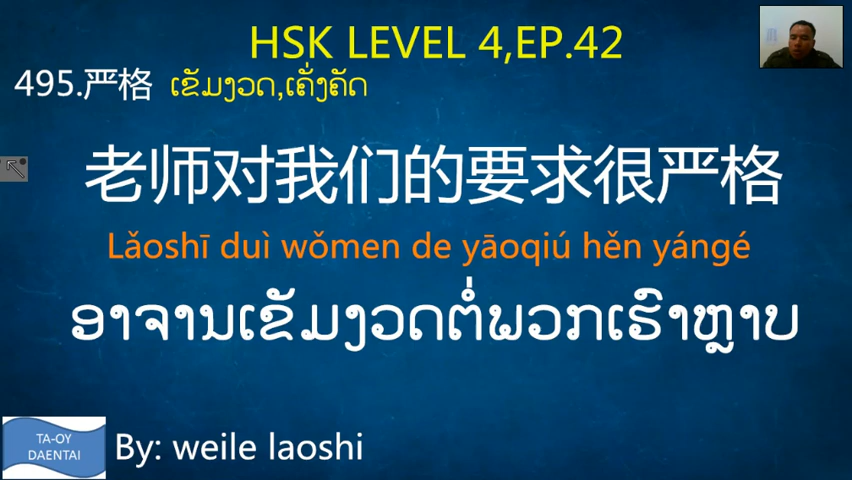 HSK LEVEL 4,EP.42
495.严格 ເຂັ້ມງວດ,ເຄັ່ງຄັດ
老师对我们的要求很严格
Lǎoshī duì wǒmen de yāoqiú hěn yángé
ອາຈານເຂັ້ມງວດຕໍ່ພວກເຮົາຫຼາຍ
TA-OY
DAENTAI
By: weile laoshi